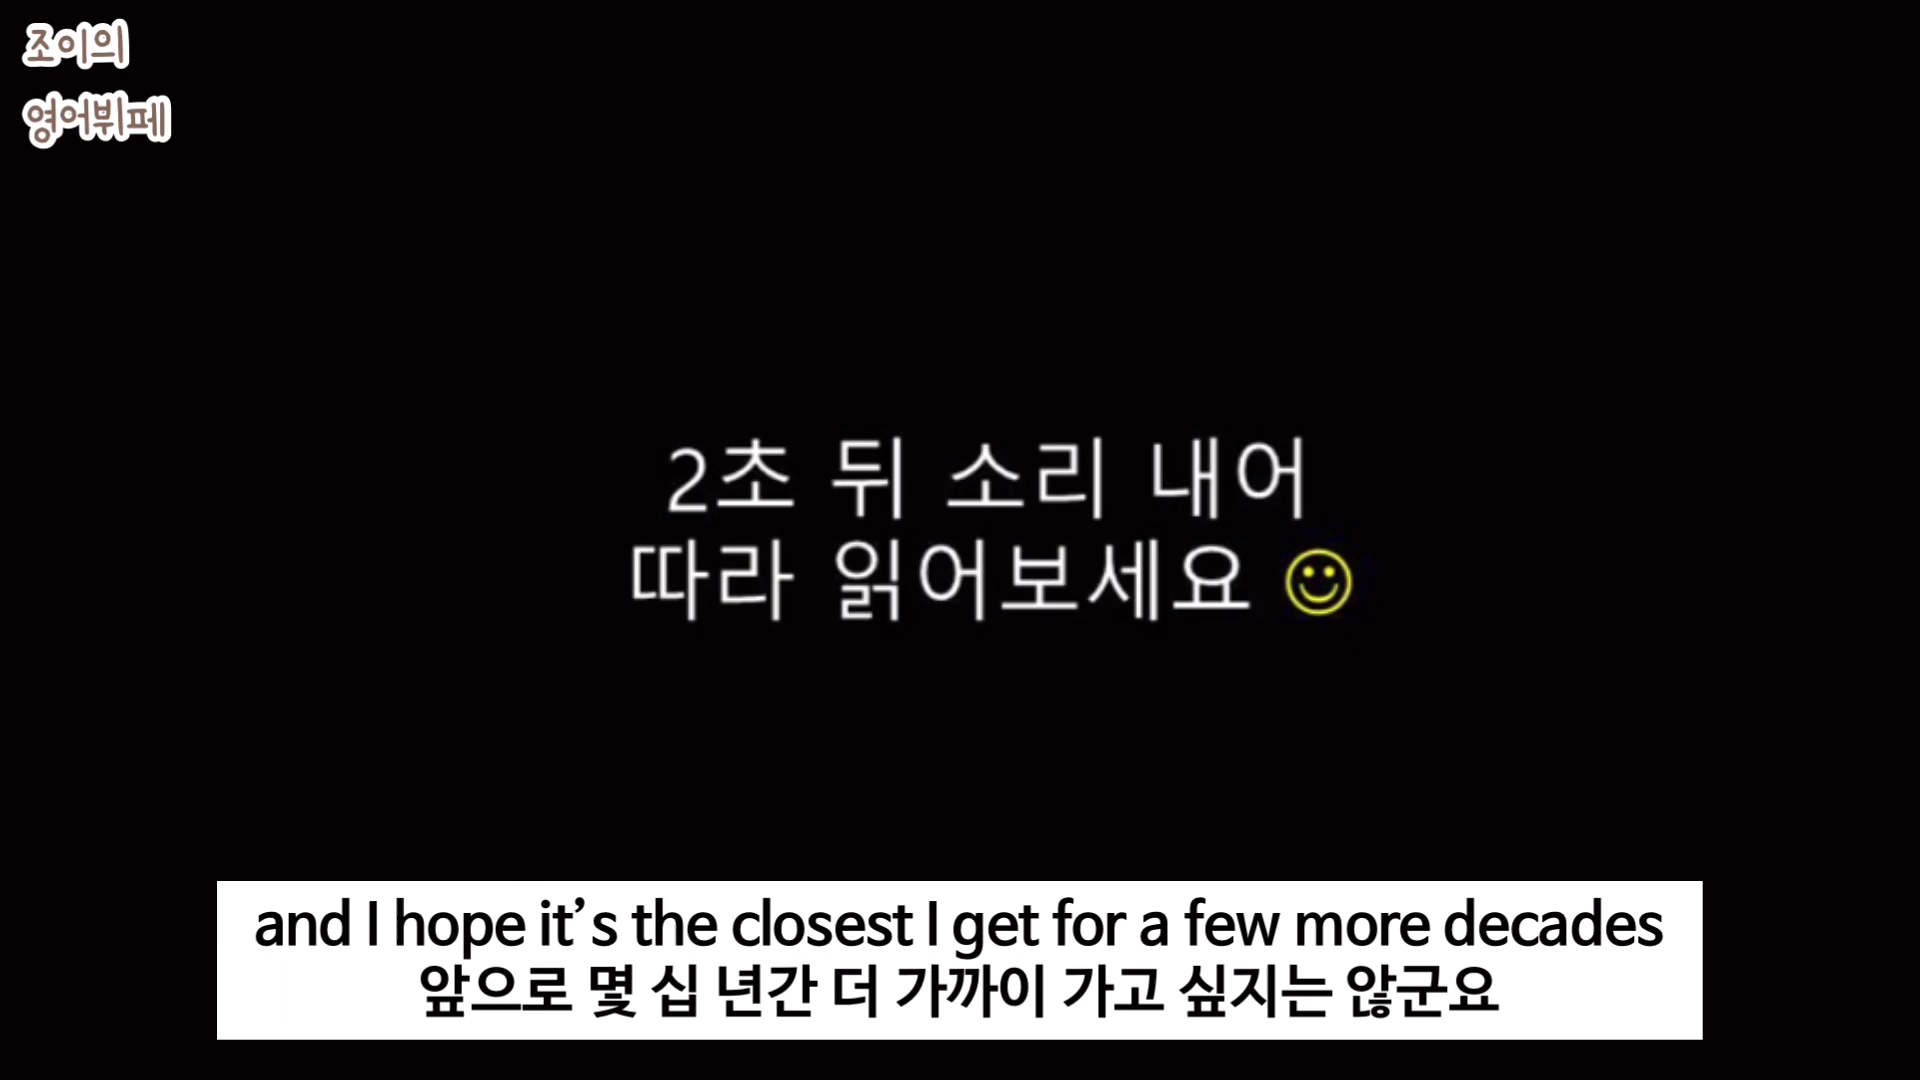 조이의
영어뷔페
2초 뒤 소리 내어
따라 읽어보세요 ☺
and I hope it’s the closest I get for a few more decades
앞으로 몇 십 년간 더 가까이 가고 싶지는 않군요